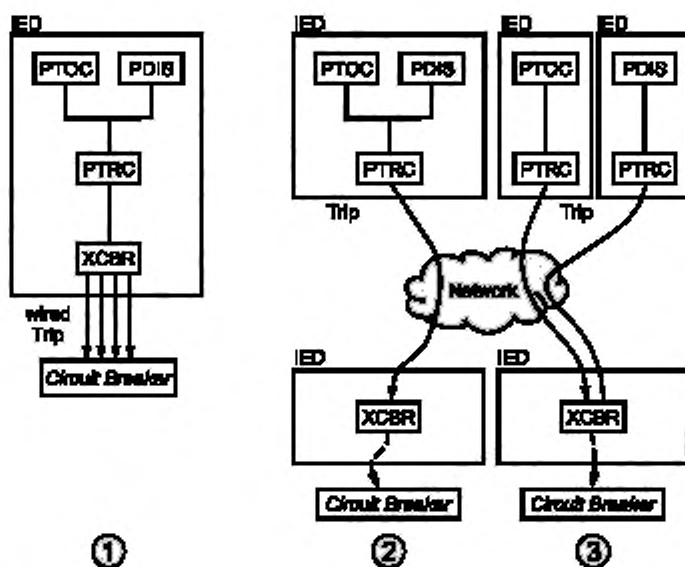 IED
PTOC PDIS
PTRC
XCBR
wired
Trip
Circuit Breaker
1
IED
PTOC PDIS
PTRC
Trip
IED
PTOC
PTRC
Trip
IED
PDIS
PTRC
Network
IED
XCBR
Circuit Breaker
2
IED
XCBR
Circuit Breaker
3